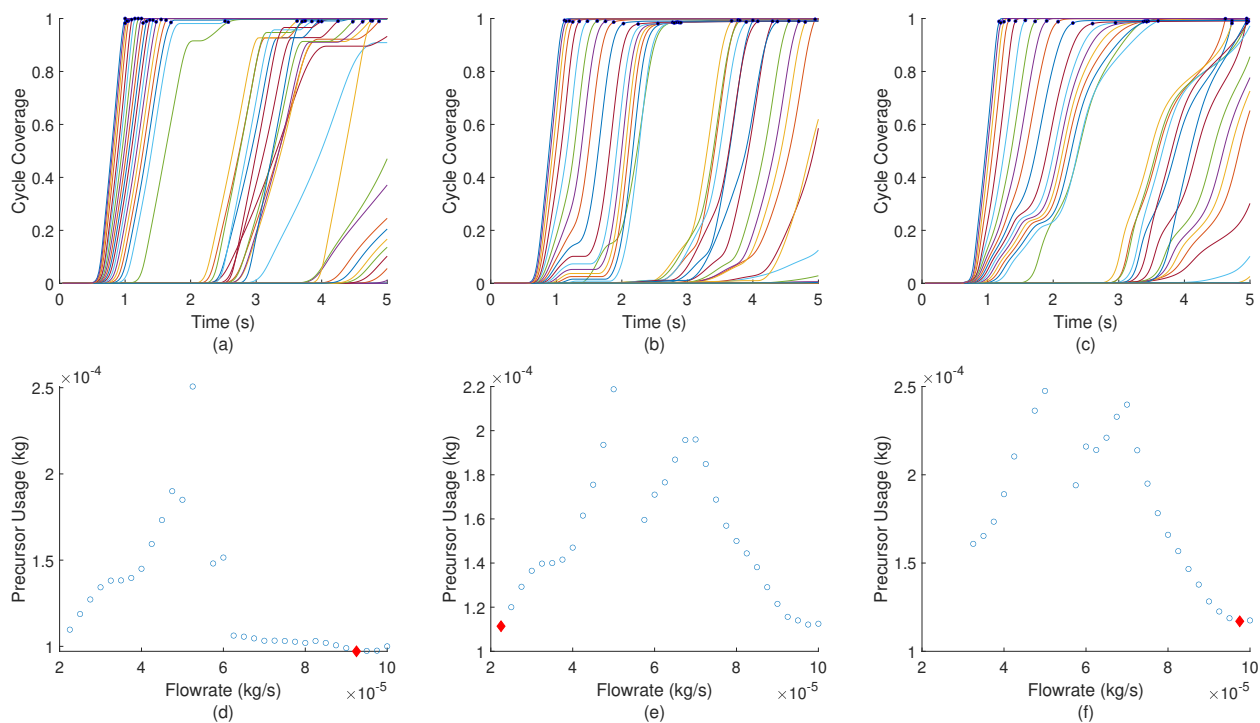 Cycle Coverage
1
0.8
0.6
0.4
0.2
0
0 1 2 3 4 5
Time (s)
(a)
Cycle Coverage
1
0.8
0.6
0.4
0.2
0
0 1 2 3 4 5
Time (s)
(b)
Cycle Coverage
1
0.8
0.6
0.4
0.2
0
0 1 2 3 4 5
Time (s)
(c)
×10⁻⁴
Precursor Usage (kg)
2.5
2
1.5
1
2 4 6 8 10
Flowrate (kg/s) ×10⁻⁵
(d)
×10⁻⁴
Precursor Usage (kg)
2.2
2
1.8
1.6
1.4
1.2
1
2 4 6 8 10
Flowrate (kg/s) ×10⁻⁵
(e)
×10⁻⁴
Precursor Usage (kg)
2.5
2
1.5
1
2 4 6 8 10
Flowrate (kg/s) ×10⁻⁵
(f)